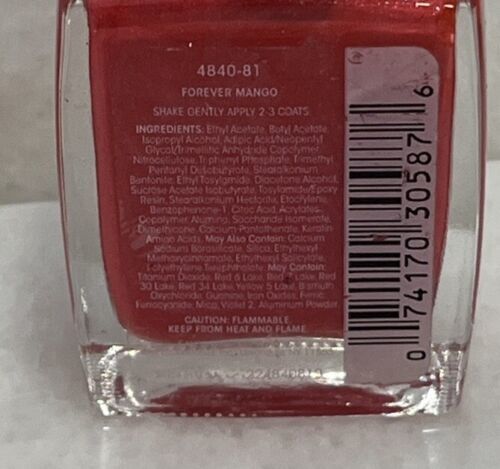 4840-81
FOREVER MANGO
SHAKE GENTLY APPLY 2-3 COATS
INGREDIENTS: Ethyl Acetate, Butyl Acetate,
Isopropyl Alcohol, Adipic Acid/Neopentyl
Glycol/Trimellitic Anhydride Copolymer,
Nitrocellulose, Triphenyl Phosphate, Trimethyl
Pentanyl Diisobutyrate, Stearalkonium
Bentonite, Ethyl Tosylamide, Diacetone Alcohol,
Sucrose Acetate Isobutyrate, Tosylamide/Epoxy
Resin, Stearalkonium Hectorite, Etocrylene,
Benzophenone-1, Citric Acid, Acrylates
Copolymer, Alumina, Saccharide Isomerate,
Dimethicone, Calcium Pantothenate, Keratin
Amino Acids. May Also Contain: Calcium
Sodium Borosilicate, Silica, Ethylhexyl
Methoxycinnamate, Ethylhexyl Salicylate,
Polyethylene Terephthalate. May Contain:
Titanium Dioxide, Red 6 Lake, Red 7 Lake, Red
30 Lake, Red 34 Lake, Yellow 5 Lake, Bismuth
Oxychloride, Guanine, Iron Oxides, Ferric
Ferrocyanide, Mica, Violet 2, Aluminum Powder.
CAUTION: FLAMMABLE.
KEEP FROM HEAT AND FLAME.
0 74170 30587 6